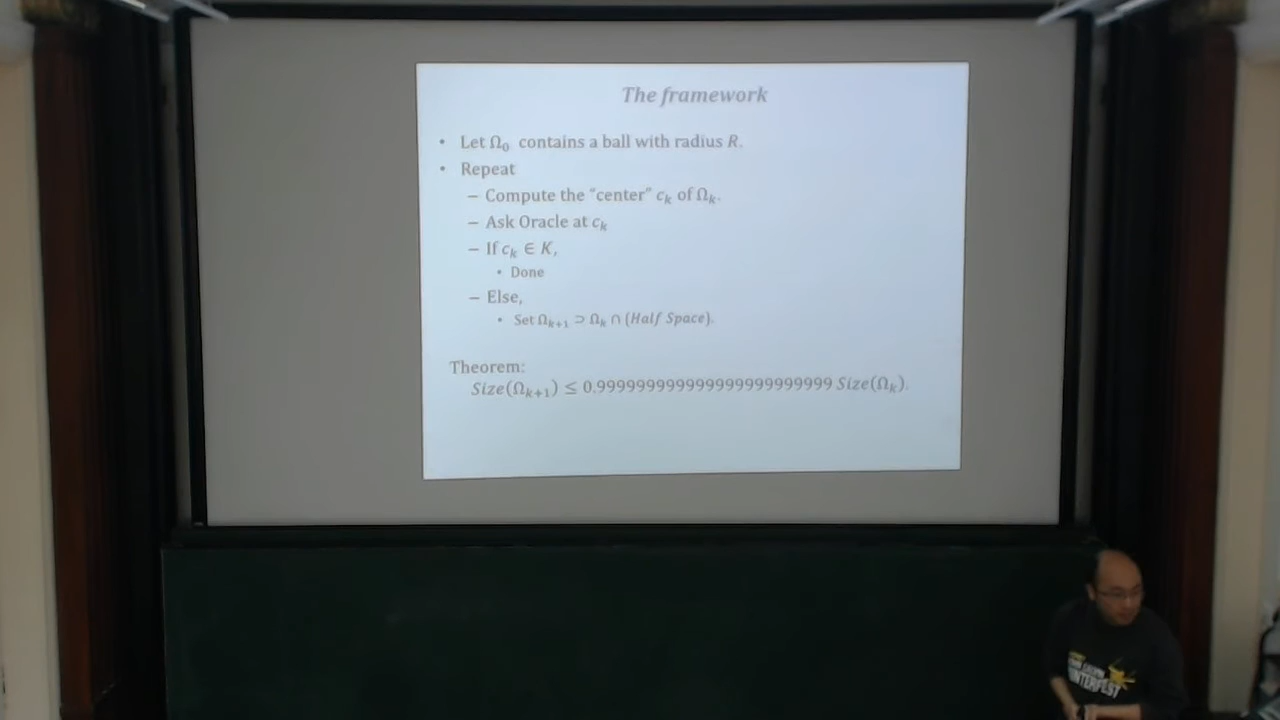 The framework
• Let Ω₀ contains a ball with radius R.
• Repeat
– Compute the “center” cₖ of Ωₖ.
– Ask Oracle at cₖ
– If cₖ ∈ K,
• Done
– Else,
• Set Ωₖ₊₁ ⊃ Ωₖ ∩ (Half Space).
Theorem:
Size(Ωₖ₊₁) ≤ 0.9999999999999999999999999 Size(Ωₖ).